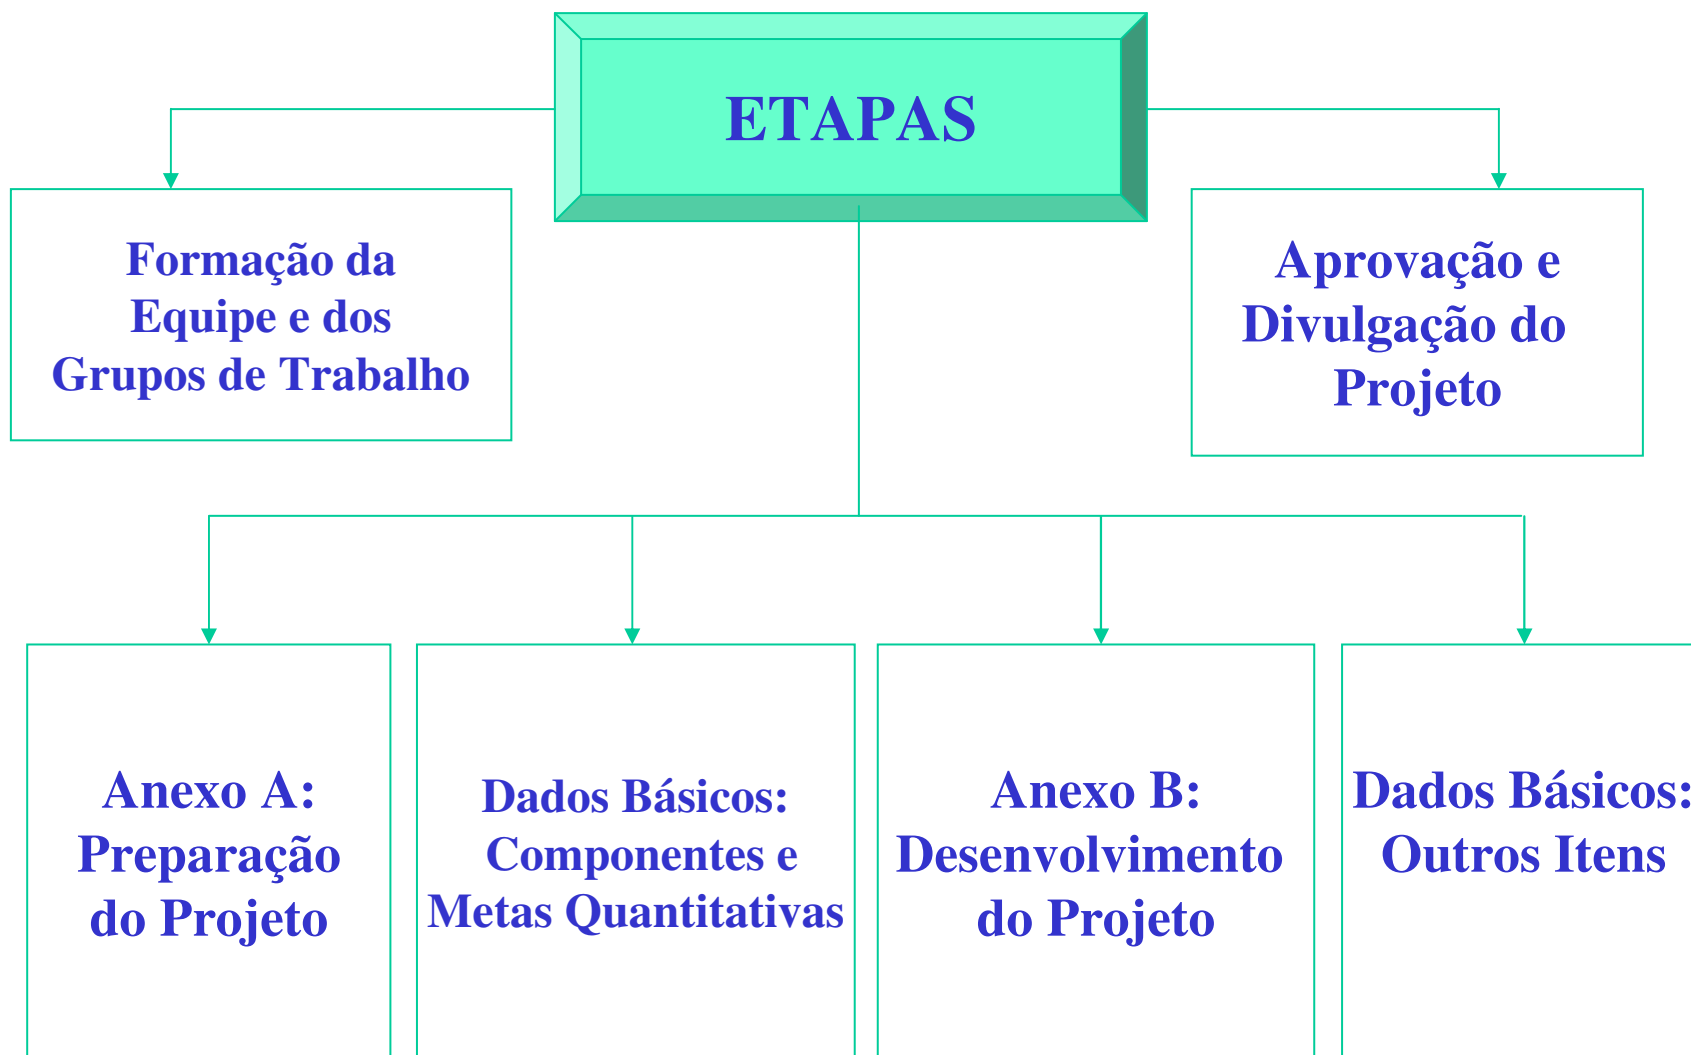 ETAPAS
Formação da
Equipe e dos
Grupos de Trabalho
Aprovação e
Divulgação do
Projeto
Anexo A:
Preparação
do Projeto
Dados Básicos:
Componentes e
Metas Quantitativas
Anexo B:
Desenvolvimento
do Projeto
Dados Básicos:
Outros Itens